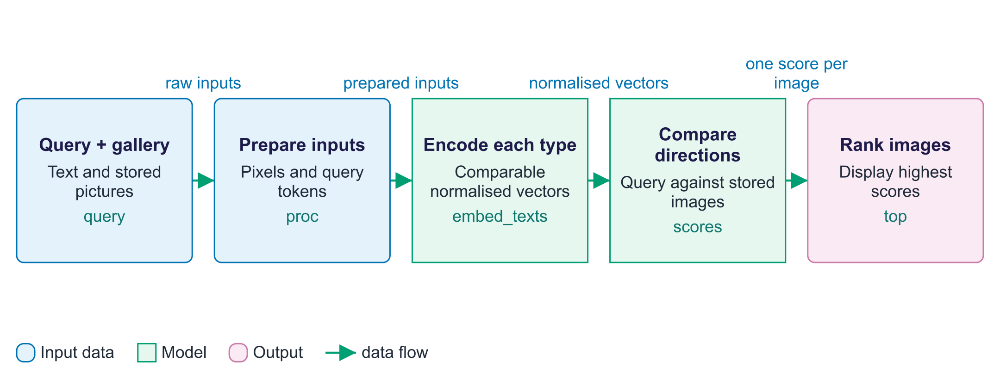 raw inputs
prepared inputs
normalised vectors
one score per
image
Query + gallery
Text and stored
pictures
query
Prepare inputs
Pixels and query
tokens
proc
Encode each type
Comparable
normalised vectors
embed_texts
Compare
directions
Query against stored
images
scores
Rank images
Display highest
scores
top
Input data
Model
Output
data flow